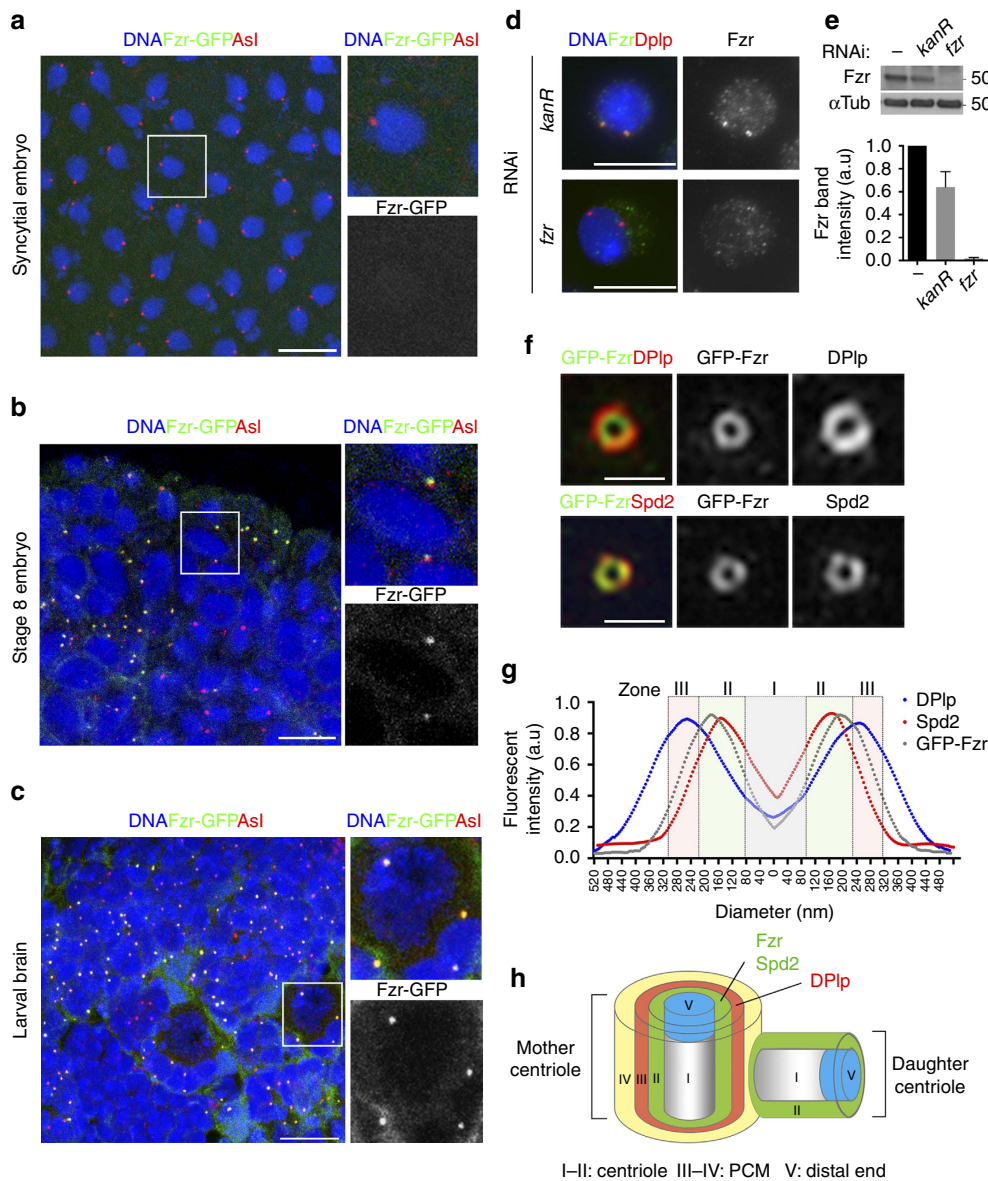 a
DNAFzr-GFPAsl
DNAFzr-GFPAsl
Syncytial embryo
Fzr-GFP
b
DNAFzr-GFPAsl
DNAFzr-GFPAsl
Stage 8 embryo
Fzr-GFP
c
DNAFzr-GFPAsl
DNAFzr-GFPAsl
Larval brain
Fzr-GFP
d
DNAFzrDplp
Fzr
RNAi
kanR
fzr
e
RNAi: – kanR fzr
Fzr 50
αTub 50
Fzr band intensity (a.u)
1.0
0.8
0.6
0.4
0.2
0.0
– kanR fzr
f
GFP-FzrDPlp GFP-Fzr DPlp
GFP-FzrSpd2 GFP-Fzr Spd2
g
Zone III II I II III
DPlp
Spd2
GFP-Fzr
Fluorescent intensity (a.u)
1.0
0.8
0.6
0.4
0.2
0.0
520 480 440 400 360 320 280 240 200 160 120 80 40 0 40 80 120 160 200 240 280 320 360 400 440 480
Diameter (nm)
h
Fzr
Spd2
DPlp
Mother centriole
V
IV III II I
I V
II
Daughter centriole
I–II: centriole III–IV: PCM V: distal end